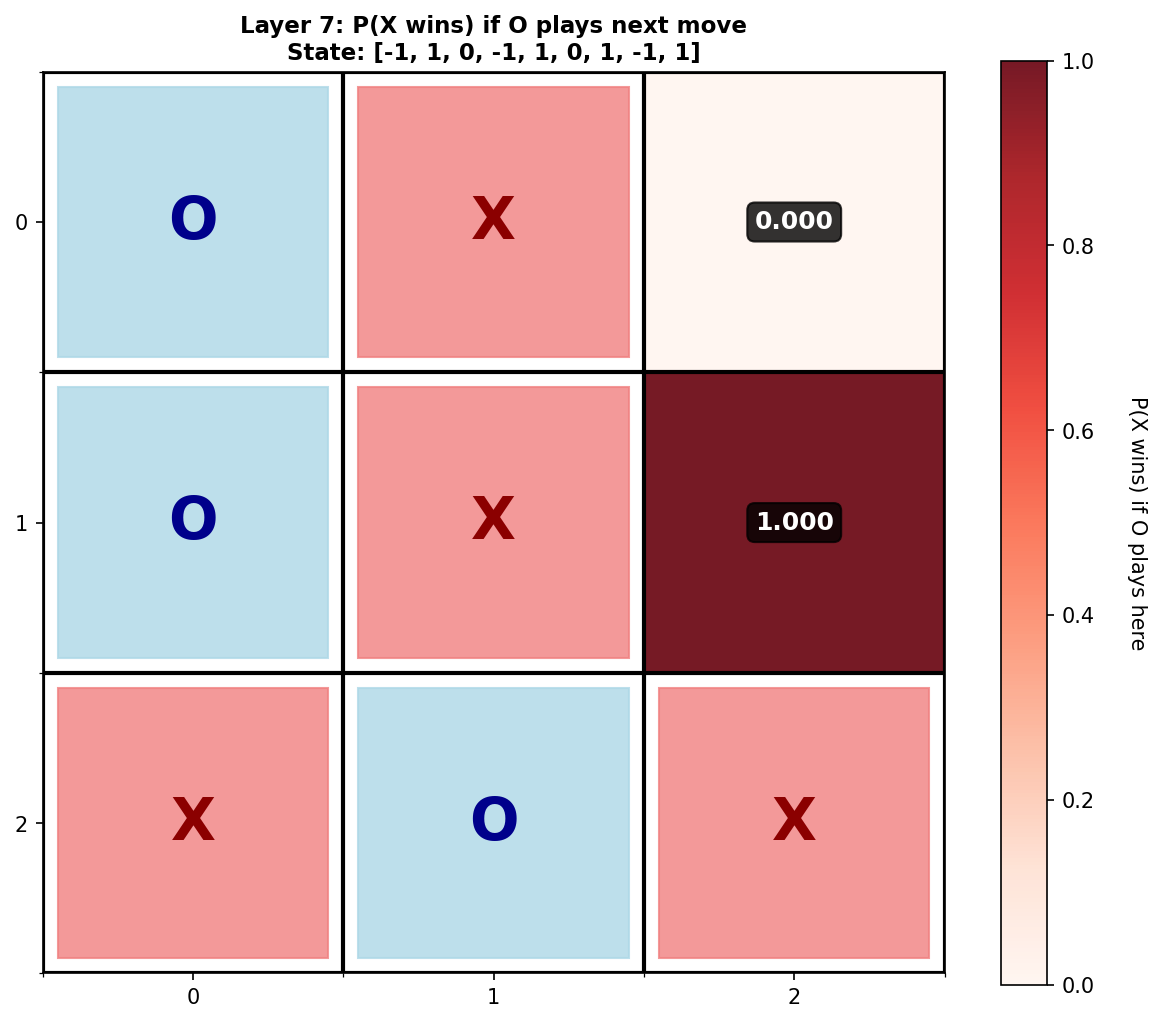 Layer 7: P(X wins) if O plays next move
State: [-1, 1, 0, -1, 1, 0, 1, -1, 1]
0
O
X
0.000
1
O
X
1.000
2
X
O
X
0
1
2
1.0
0.8
0.6
0.4
0.2
0.0
P(X wins) if O plays here